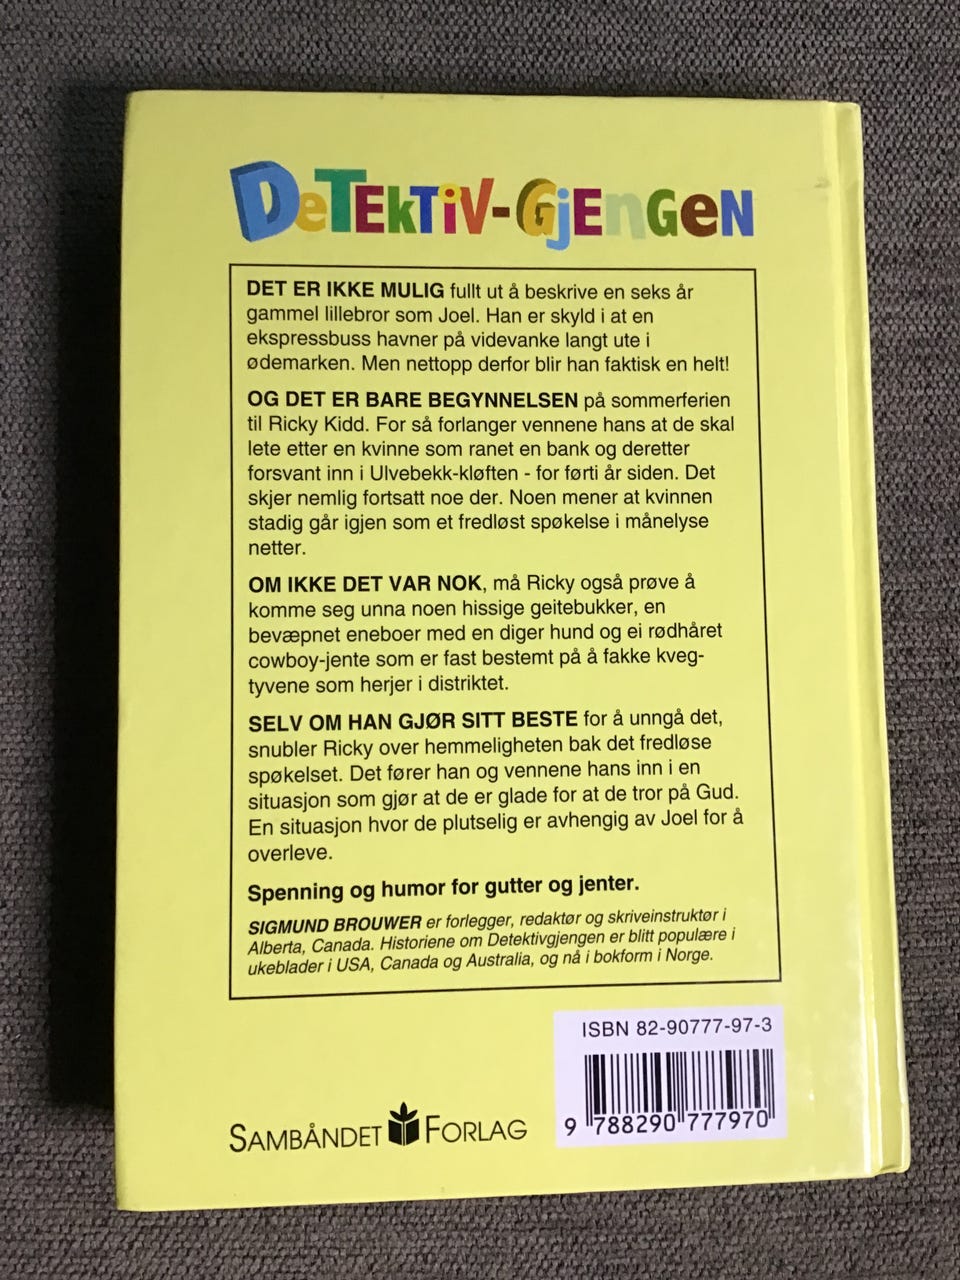 DeTEKTiV-GjENGeN
DET ER IKKE MULIG fullt ut å beskrive en seks år
gammel lillebror som Joel. Han er skyld i at en
ekspressbuss havner på videvanke langt ute i
ødemarken. Men nettopp derfor blir han faktisk en helt!
OG DET ER BARE BEGYNNELSEN på sommerferien
til Ricky Kidd. For så forlanger vennene hans at de skal
lete etter en kvinne som ranet en bank og deretter
forsvant inn i Ulvebekk-kløften - for førti år siden. Det
skjer nemlig fortsatt noe der. Noen mener at kvinnen
stadig går igjen som et fredløst spøkelse i månelyse
netter.
OM IKKE DET VAR NOK, må Ricky også prøve å
komme seg unna noen hissige geitebukker, en
bevæpnet eneboer med en diger hund og ei rødhåret
cowboy-jente som er fast bestemt på å fakke kveg-
tyvene som herjer i distriktet.
SELV OM HAN GJØR SITT BESTE for å unngå det,
snubler Ricky over hemmeligheten bak det fredløse
spøkelset. Det fører han og vennene hans inn i en
situasjon som gjør at de er glade for at de tror på Gud.
En situasjon hvor de plutselig er avhengig av Joel for å
overleve.
Spenning og humor for gutter og jenter.
SIGMUND BROUWER er forlegger, redaktør og skriveinstruktør i
Alberta, Canada. Historiene om Detektivgjengen er blitt populære i
ukeblader i USA, Canada og Australia, og nå i bokform i Norge.
ISBN 82-90777-97-3
9 788290 777970
SAMBÅNDET FORLAG